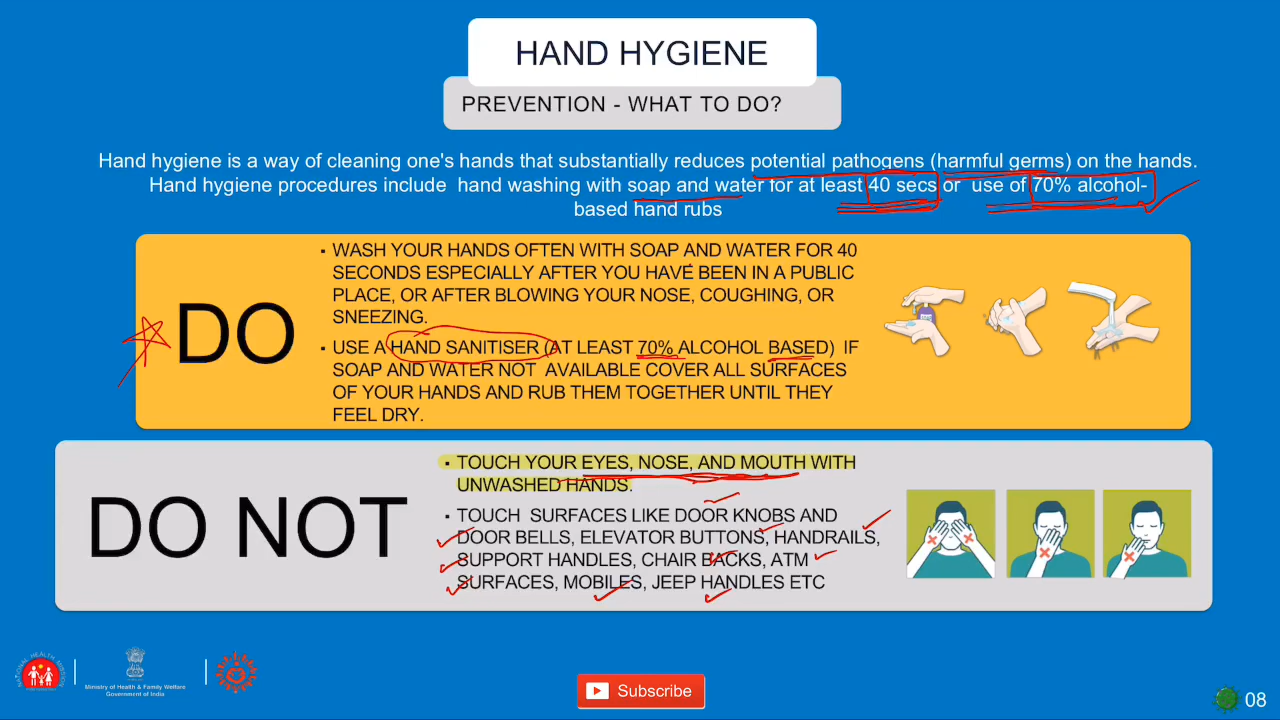 HAND HYGIENE
PREVENTION - WHAT TO DO?
Hand hygiene is a way of cleaning one's hands that substantially reduces potential pathogens (harmful germs) on the hands.
Hand hygiene procedures include hand washing with soap and water for at least 40 secs or use of 70% alcohol-
based hand rubs
DO
▪ WASH YOUR HANDS OFTEN WITH SOAP AND WATER FOR 40
SECONDS ESPECIALLY AFTER YOU HAVE BEEN IN A PUBLIC
PLACE, OR AFTER BLOWING YOUR NOSE, COUGHING, OR
SNEEZING.
▪ USE A HAND SANITISER (AT LEAST 70% ALCOHOL BASED) IF
SOAP AND WATER NOT AVAILABLE COVER ALL SURFACES
OF YOUR HANDS AND RUB THEM TOGETHER UNTIL THEY
FEEL DRY.
DO NOT
▪ TOUCH YOUR EYES, NOSE, AND MOUTH WITH
UNWASHED HANDS.
▪ TOUCH SURFACES LIKE DOOR KNOBS AND
DOOR BELLS, ELEVATOR BUTTONS, HANDRAILS,
SUPPORT HANDLES, CHAIR BACKS, ATM
SURFACES, MOBILES, JEEP HANDLES ETC
NATIONAL HEALTH MISSION
Ministry of Health & Family Welfare
Government of India
Subscribe
08